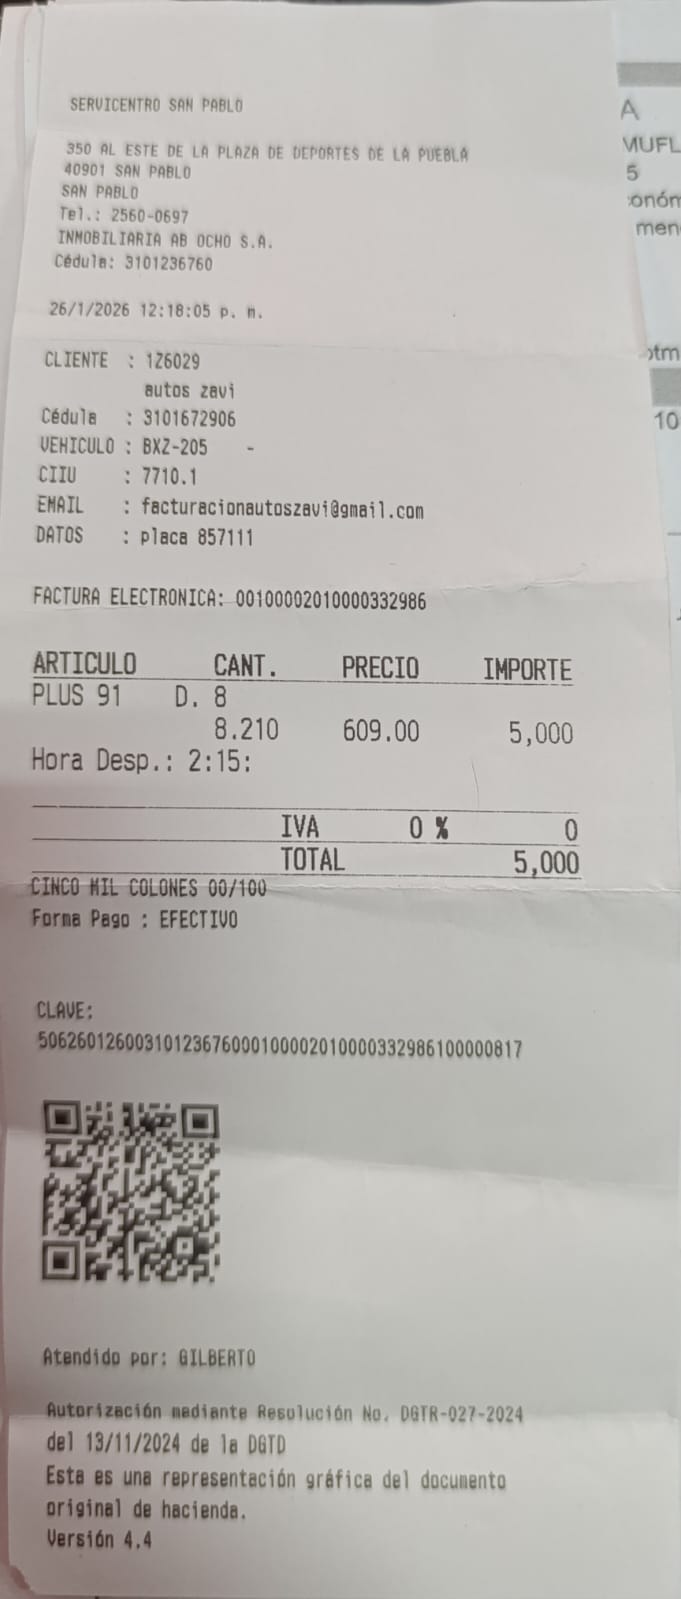 SERVICENTRO SAN PABLO
350 AL ESTE DE LA PLAZA DE DEPORTES DE LA PUEBLA
40901 SAN PABLO
SAN PABLO
Tel.: 2560-0697
INMOBILIARIA AB OCHO S.A.
Cédula: 3101236760
26/1/2026 12:18:05 p. m.
CLIENTE : 126029
autos zavi
Cédula : 3101672906
VEHICULO : BXZ-205 -
CIIU : 7710.1
EMAIL : facturacionautoszavi@gmail.com
DATOS : placa 857111
FACTURA ELECTRONICA: 00100002010000332986
ARTICULO CANT. PRECIO IMPORTE
PLUS 91 D. 8
8.210 609.00 5,000
Hora Desp.: 2:15:
IVA 0 % 0
TOTAL 5,000
CINCO MIL COLONES 00/100
Forma Pago : EFECTIVO
CLAVE:
50626012600310123676000100002010000332986100000817
Atendido por: GILBERTO
Autorización mediante Resolución No. DGTR-027-2024
del 13/11/2024 de la DGTD
Esta es una representación gráfica del documento
original de hacienda.
Versión 4.4
A
MUFL
5
onóm
men
otm
10